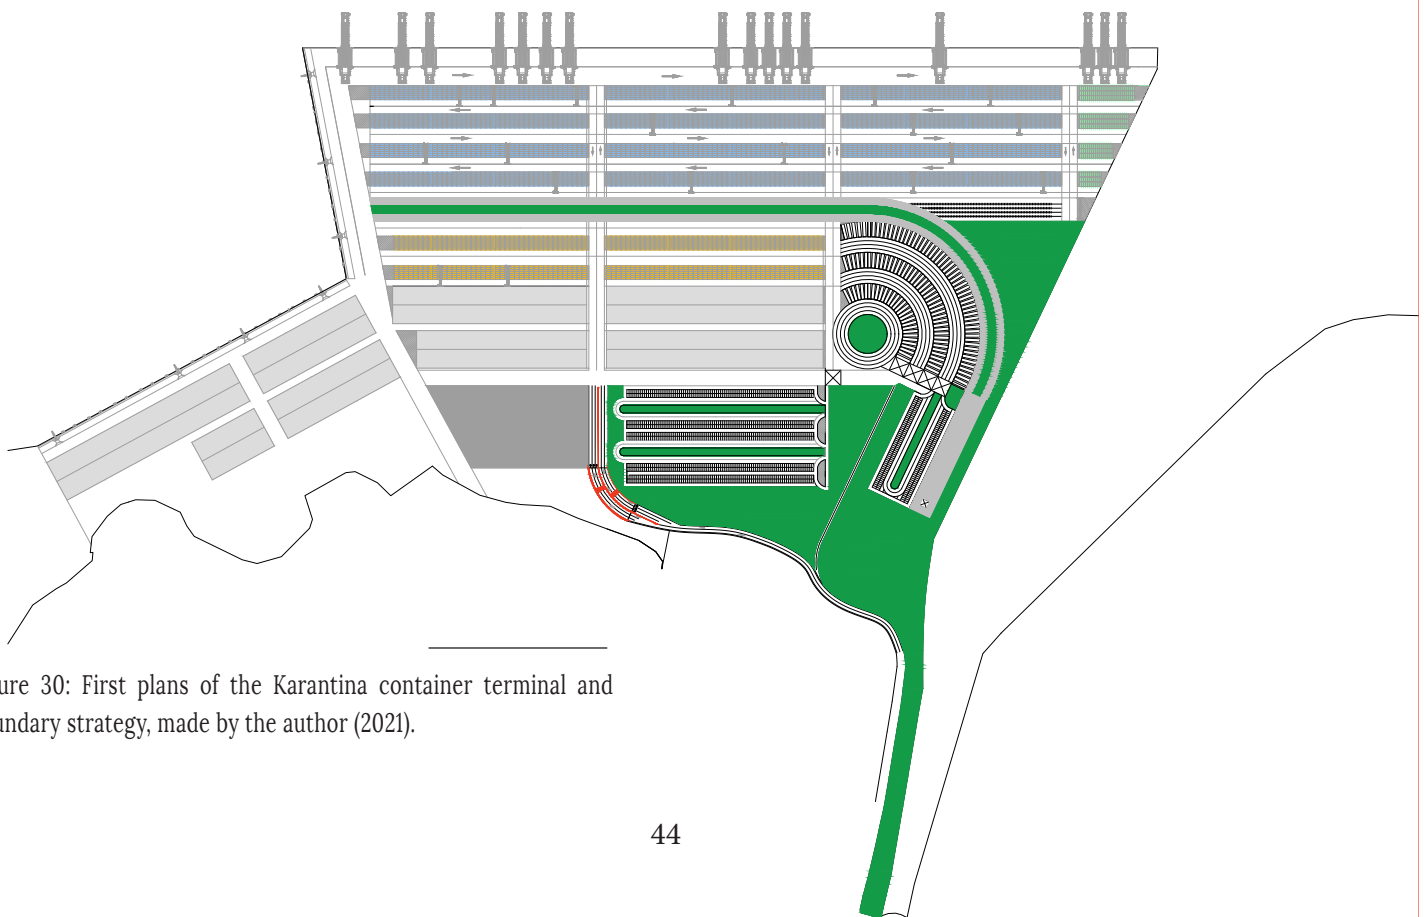 ure 30: First plans of the Karantina container terminal and
undary strategy, made by the author (2021).
44